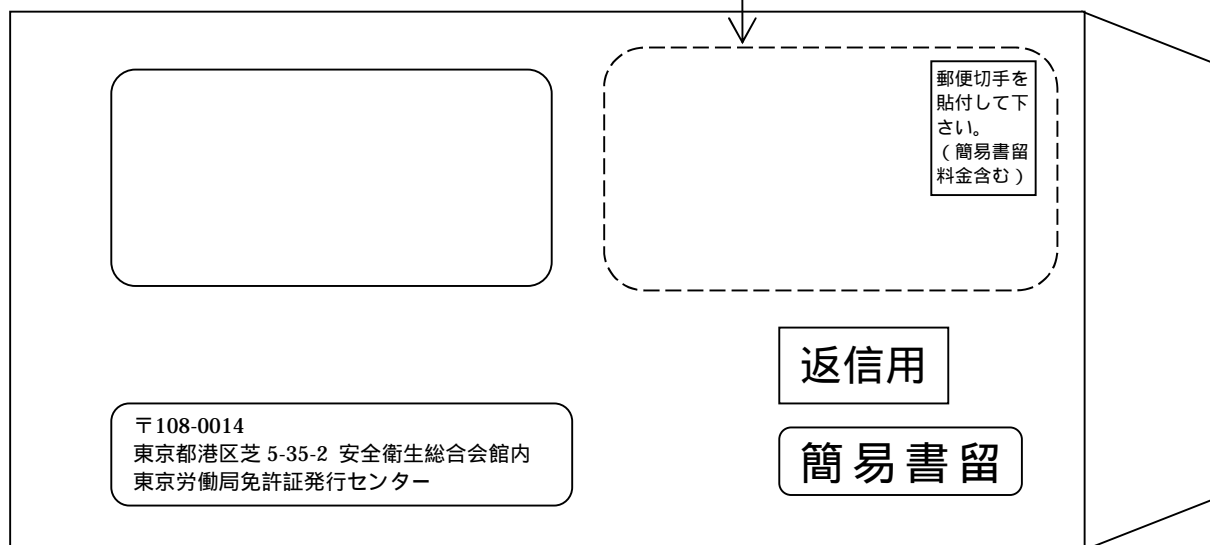 郵便切手を
貼付して下
さい。
(簡易書留
料金含む)
返信用
〒108-0014
東京都港区芝 5-35-2 安全衛生総合会館内
東京労働局免許証発行センター
簡易書留